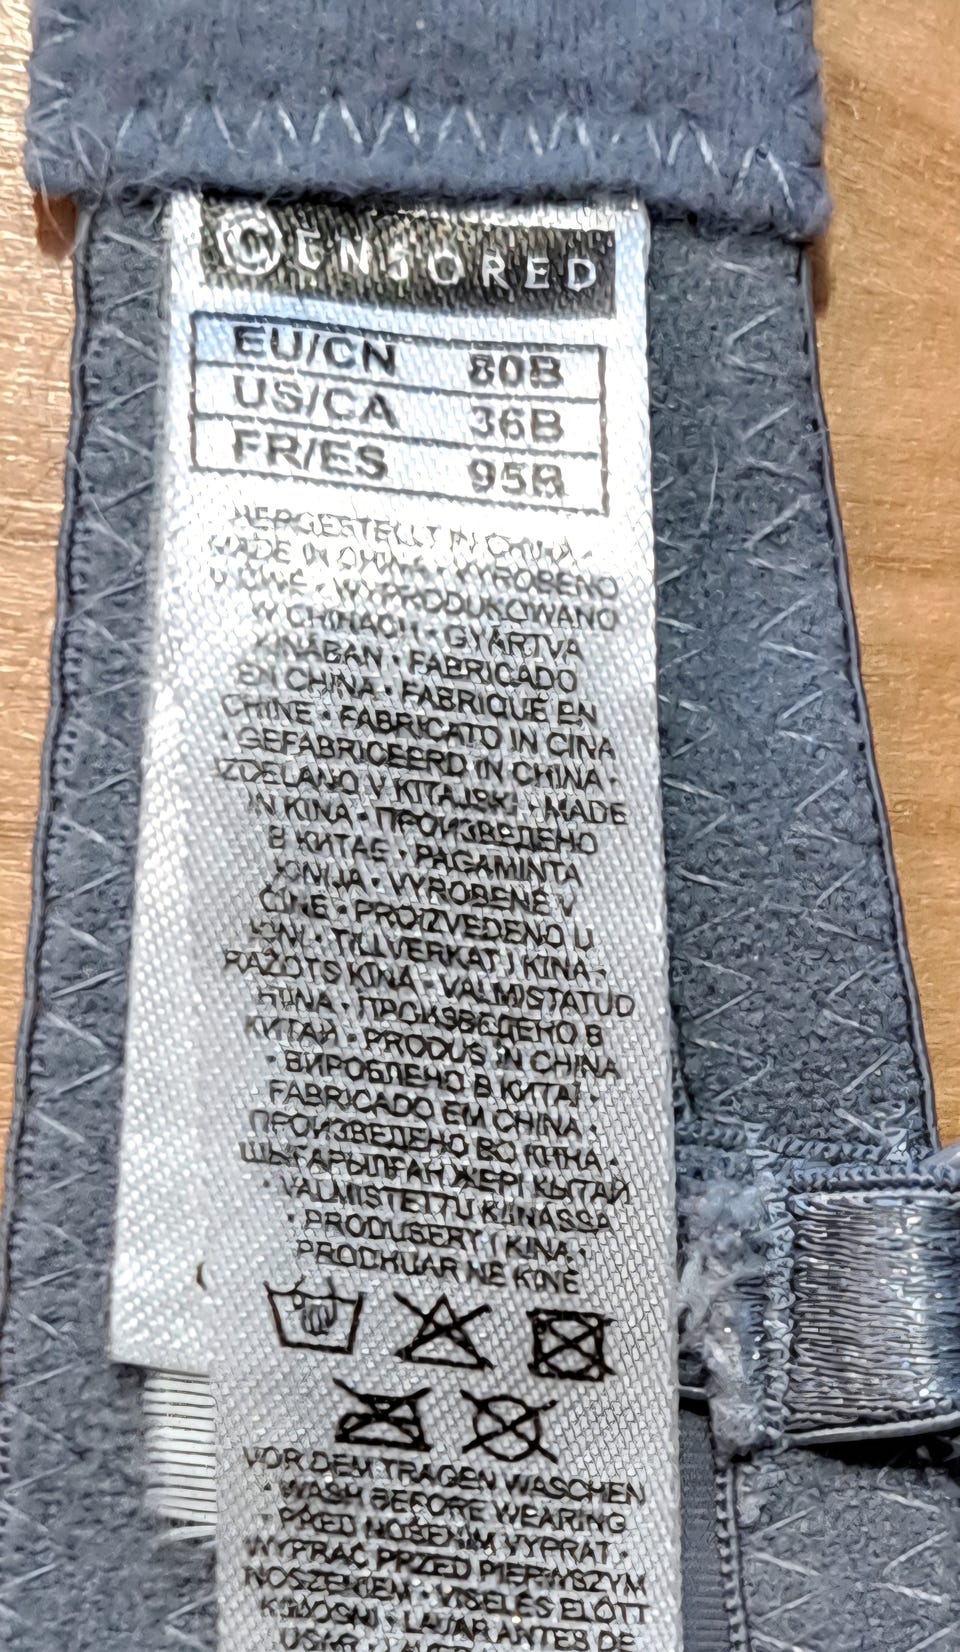 ©ENSORED
EU/CN 80B
US/CA 36B
FR/ES 95B
HERGESTELLT IN CHINA ·
MADE IN CHINA · VYROBENO
V ČÍNĚ · WYPRODUKOWANO
W CHINACH · GYÁRTVA
KÍNÁBAN · FABRICADO
EN CHINA · FABRIQUÉ EN
CHINE · FABBRICATO IN CINA
· GEFABRICEERD IN CHINA ·
IZDELANO V KITAJSKI · MADE
IN KINA · ПРОИЗВЕДЕНО
В КИТАЕ · PAGAMINTA
KINIJA · VYROBENÉ V
ČÍNE · PROIZVEDENO U
KINI · TILLVERKAT I KINA ·
RAŽOTS ĶĪNĀ · VALMISTATUD
HIINA · ПРОИЗВЕДЕНО В
КИТАЙ · PRODUS ÎN CHINA
· ВИРОБЛЕНО В КИТАЇ ·
FABRICADO EM CHINA ·
ПРОИЗВЕДЕНО ВО КИНА ·
ШЫҒАРЫЛҒАН ЖЕРІ ҚЫТАЙ
· VALMISTETTU KIINASSA
· PRODUSERT I KINA ·
PRODHUAR NË KINË
VOR DEM TRAGEN WASCHEN
· WASH BEFORE WEARING
· PŘED NOŠENÍM VYPRAT ·
WYPRAĆ PRZED PIERWSZYM
NOSZENIEM · VISELÉS ELŐTT
KIMOSNI · LAVAR ANTES DE
USAR ·